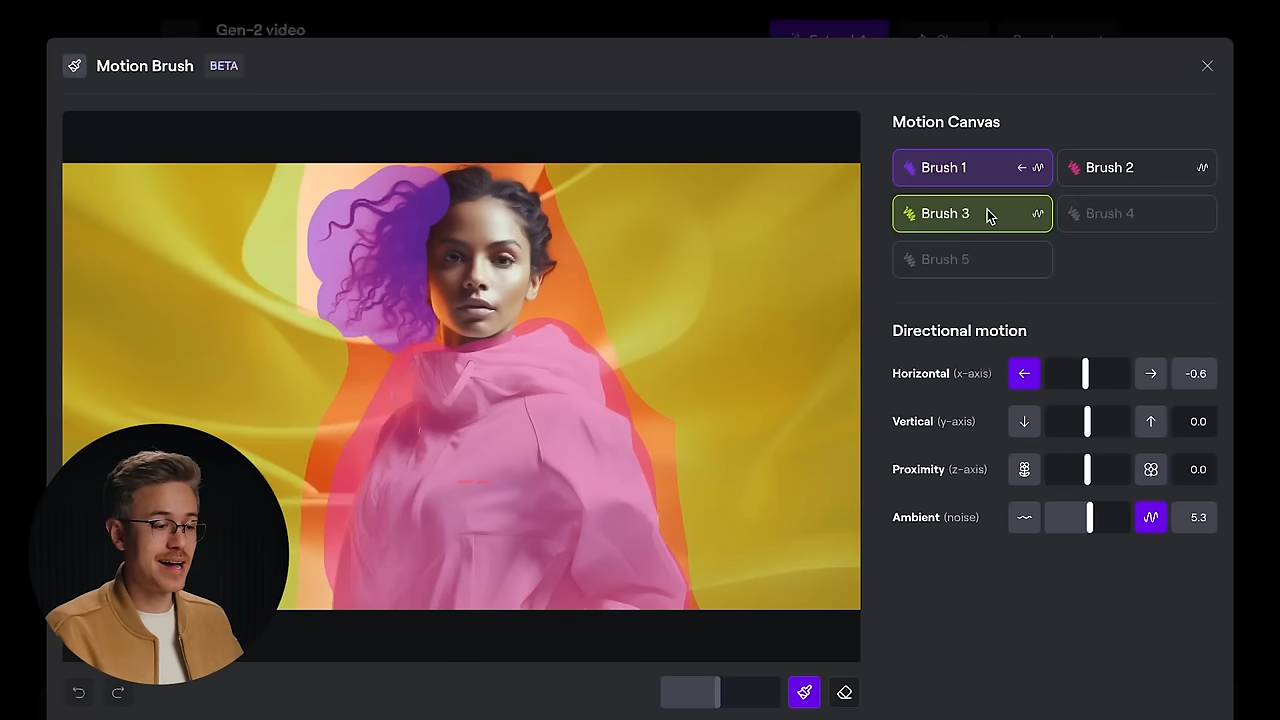 Gen-2 video
Motion Brush BETA
Motion Canvas
Brush 1
Brush 2
Brush 3
Brush 4
Brush 5
Directional motion
Horizontal (x-axis) -0.6
Vertical (y-axis) 0.0
Proximity (z-axis) 0.0
Ambient (noise) 5.3